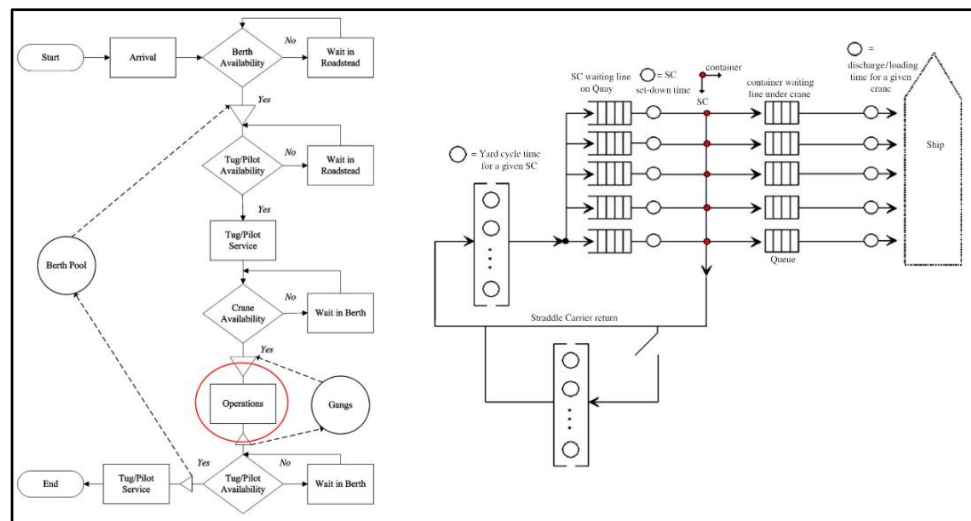 Start
Arrival
Berth
Availability
No
Wait in
Roadstead
Yes
Tug/Pilot
Availability
No
Wait in
Roadstead
Yes
Tug/Pilot
Service
Berth Pool
Crane
Availability
No
Wait in Berth
Yes
Operations
Gangs
End
Tug/Pilot
Service
Yes
Tug/Pilot
Availability
No
Wait in Berth
SC waiting line
on Quay
= SC
set-down time
container
SC
container waiting
line under crane
=
discharge/loading
time for a given
crane
= Yard cycle time
for a given SC
Ship
Queue
Straddle Carrier return